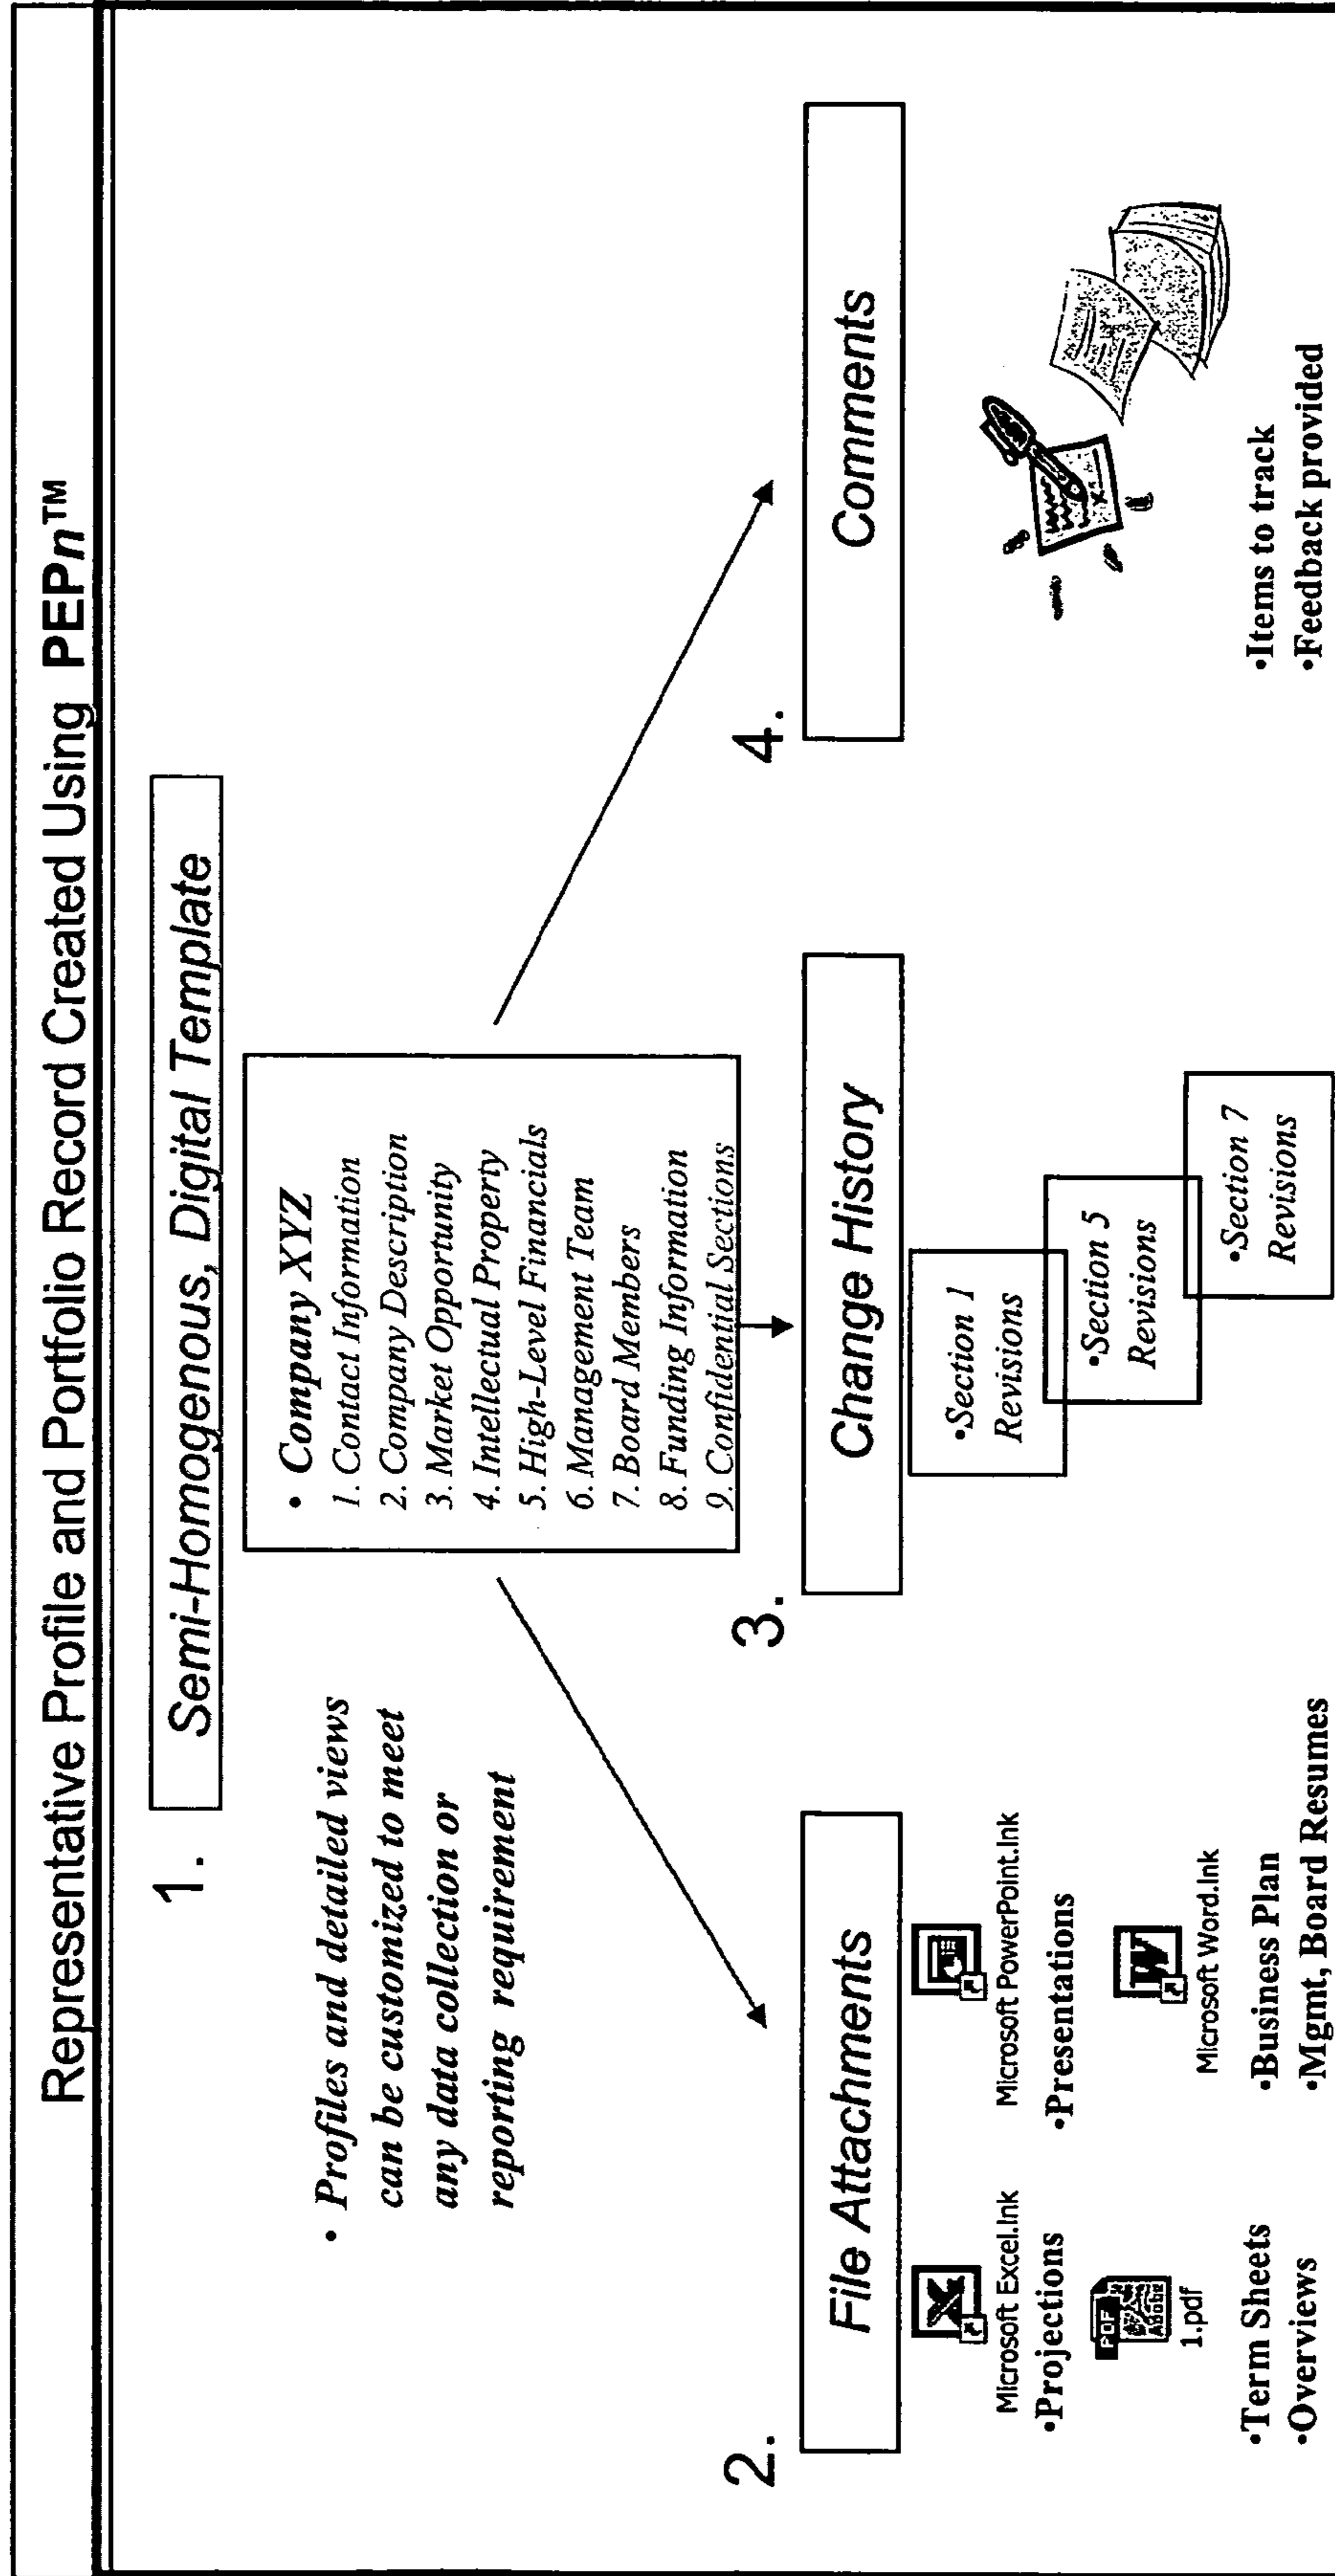 Representative Profile and Portfolio Record Created Using PEPn™
1. Semi-Homogenous, Digital Template
• Profiles and detailed views
can be customized to meet
any data collection or
reporting requirement
• Company XYZ
1. Contact Information
2. Company Description
3. Market Opportunity
4. Intellectual Property
5. High-Level Financials
6. Management Team
7. Board Members
8. Funding Information
9. Confidential Sections
2. File Attachments
Microsoft Excel.lnk
•Projections
Microsoft PowerPoint.lnk
•Presentations
PDF
Adobe
1.pdf
W
Microsoft Word.lnk
•Term Sheets
•Overviews
•Business Plan
•Mgmt, Board Resumes
3. Change History
•Section 1
Revisions
•Section 5
Revisions
•Section 7
Revisions
4. Comments
•Items to track
•Feedback provided